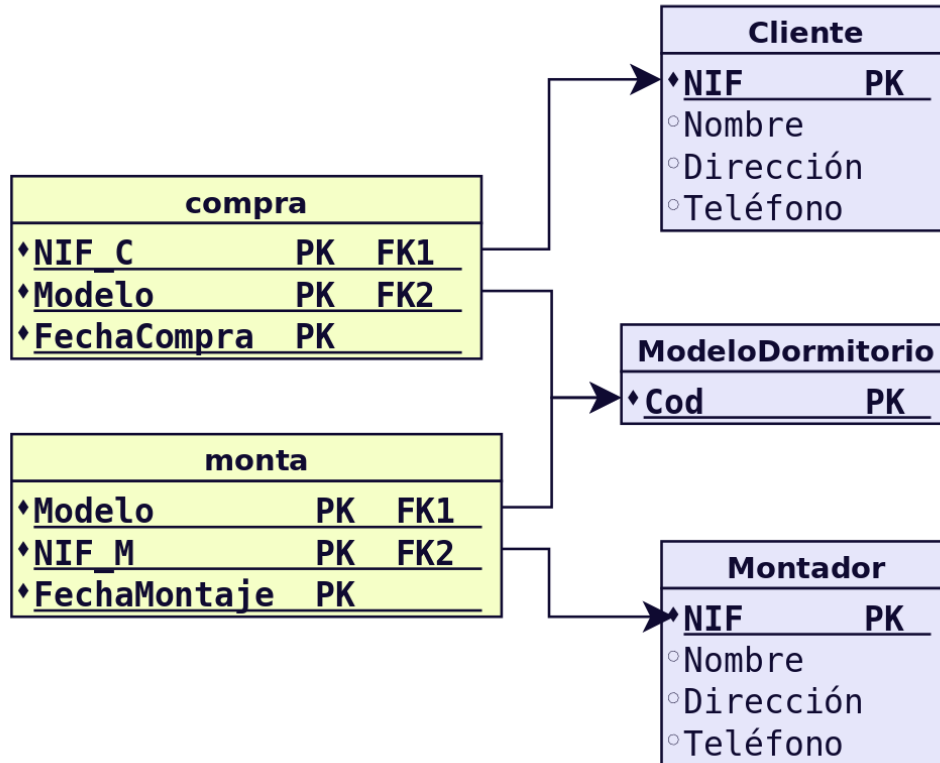 Cliente
NIF PK
Nombre
Dirección
Teléfono
compra
NIF_C PK FK1
Modelo PK FK2
FechaCompra PK
ModeloDormitorio
Cod PK
monta
Modelo PK FK1
NIF_M PK FK2
FechaMontaje PK
Montador
NIF PK
Nombre
Dirección
Teléfono